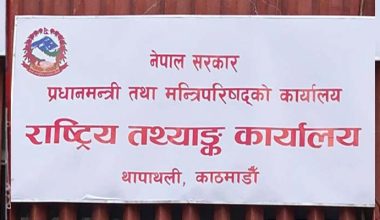 नेपाल सरकार
प्रधानमन्त्री तथा मन्त्रिपरिषद्को कार्यालय
राष्ट्रिय तथ्याङ्क कार्यालय
थापाथली, काठमाडौँ